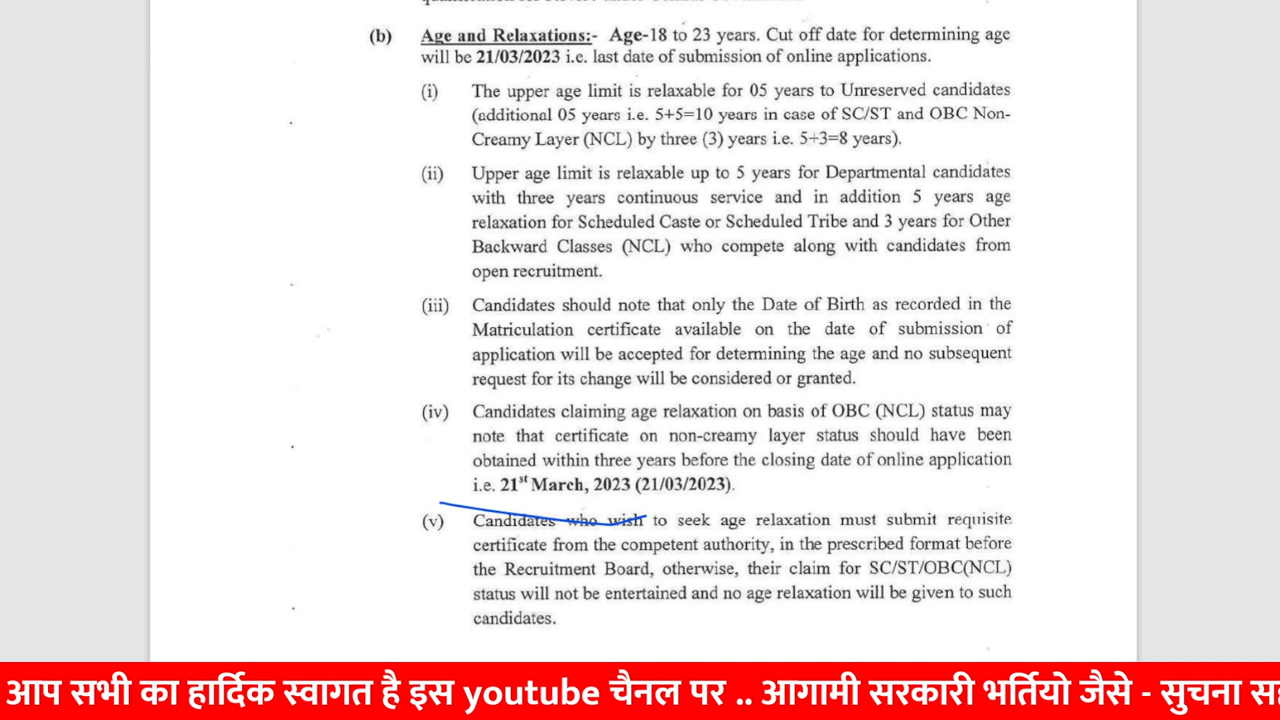 (b) Age and Relaxations:- Age-18 to 23 years. Cut off date for determining age
will be 21/03/2023 i.e. last date of submission of online applications.
(i) The upper age limit is relaxable for 05 years to Unreserved candidates
(additional 05 years i.e. 5+5=10 years in case of SC/ST and OBC Non-
Creamy Layer (NCL) by three (3) years i.e. 5+3=8 years).
(ii) Upper age limit is relaxable up to 5 years for Departmental candidates
with three years continuous service and in addition 5 years age
relaxation for Scheduled Caste or Scheduled Tribe and 3 years for Other
Backward Classes (NCL) who compete along with candidates from
open recruitment.
(iii) Candidates should note that only the Date of Birth as recorded in the
Matriculation certificate available on the date of submission of
application will be accepted for determining the age and no subsequent
request for its change will be considered or granted.
(iv) Candidates claiming age relaxation on basis of OBC (NCL) status may
note that certificate on non-creamy layer status should have been
obtained within three years before the closing date of online application
i.e. 21st March, 2023 (21/03/2023).
(v) Candidates who wish to seek age relaxation must submit requisite
certificate from the competent authority, in the prescribed format before
the Recruitment Board, otherwise, their claim for SC/ST/OBC(NCL)
status will not be entertained and no age relaxation will be given to such
candidates.
आप सभी का हार्दिक स्वागत है इस youtube चैनल पर .. आगामी सरकारी भर्तियो जैसे - सुचना